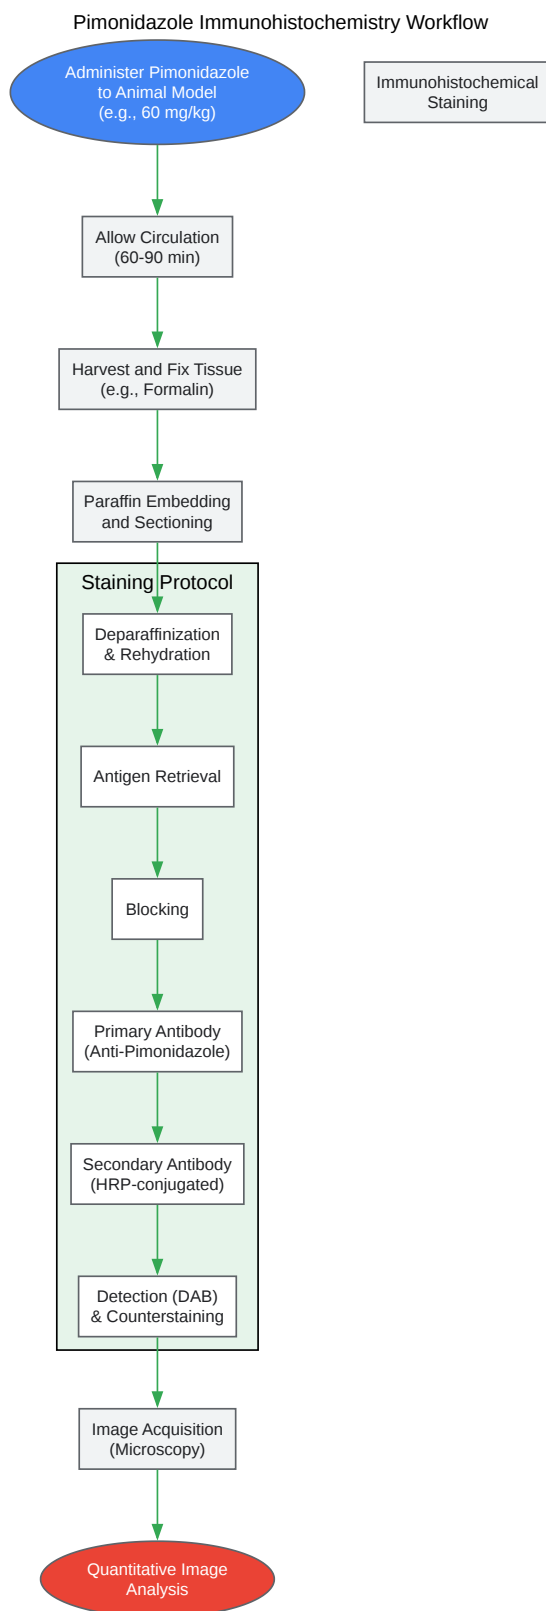 Pimonidazole Immunohistochemistry Workflow
Administer Pimonidazole
to Animal Model
(e.g., 60 mg/kg)
Immunohistochemical
Staining
Allow Circulation
(60-90 min)
Harvest and Fix Tissue
(e.g., Formalin)
Paraffin Embedding
and Sectioning
Staining Protocol
Deparaffinization
& Rehydration
Antigen Retrieval
Blocking
Primary Antibody
(Anti-Pimonidazole)
Secondary Antibody
(HRP-conjugated)
Detection (DAB)
& Counterstaining
Image Acquisition
(Microscopy)
Quantitative Image
Analysis